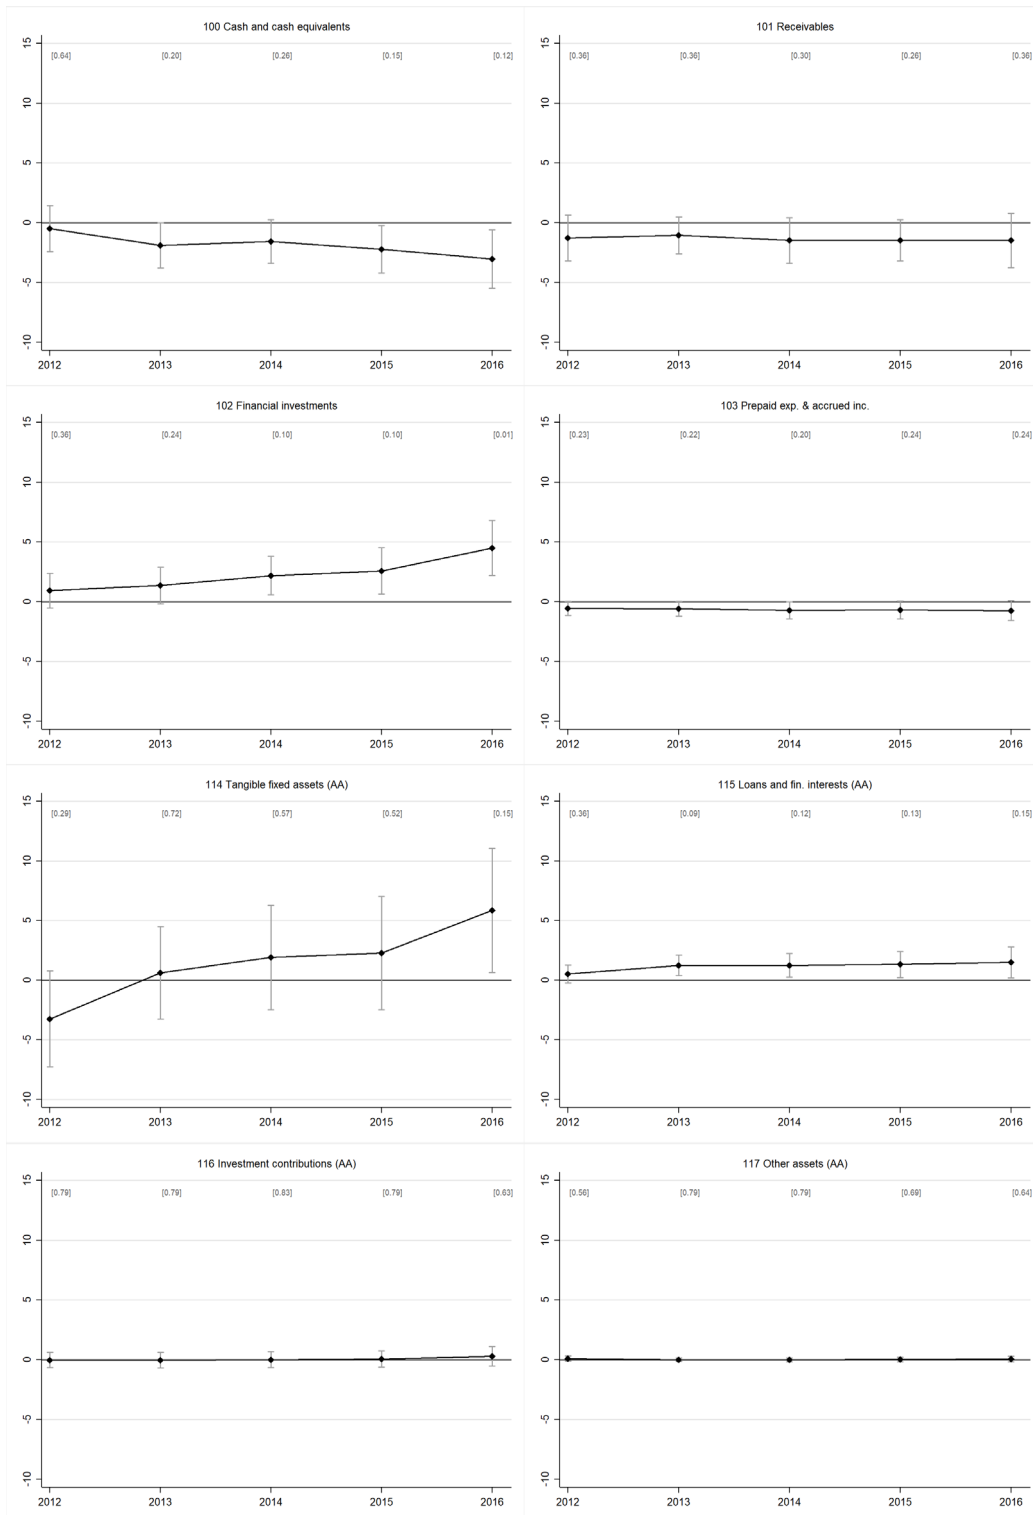 100 Cash and cash equivalents
15
[0.64] [0.20] [0.26] [0.15] [0.12]
10
5
0
-5
-10
2012 2013 2014 2015 2016
101 Receivables
15
[0.36] [0.36] [0.30] [0.26] [0.36]
10
5
0
-5
-10
2012 2013 2014 2015 2016
102 Financial investments
15
[0.36] [0.24] [0.10] [0.10] [0.01]
10
5
0
-5
-10
2012 2013 2014 2015 2016
103 Prepaid exp. & accrued inc.
15
[0.23] [0.22] [0.20] [0.24] [0.24]
10
5
0
-5
-10
2012 2013 2014 2015 2016
114 Tangible fixed assets (AA)
15
[0.29] [0.72] [0.57] [0.52] [0.15]
10
5
0
-5
-10
2012 2013 2014 2015 2016
115 Loans and fin. interests (AA)
15
[0.36] [0.09] [0.12] [0.13] [0.15]
10
5
0
-5
-10
2012 2013 2014 2015 2016
116 Investment contributions (AA)
15
[0.79] [0.79] [0.83] [0.79] [0.63]
10
5
0
-5
-10
2012 2013 2014 2015 2016
117 Other assets (AA)
15
[0.56] [0.79] [0.79] [0.69] [0.64]
10
5
0
-5
-10
2012 2013 2014 2015 2016